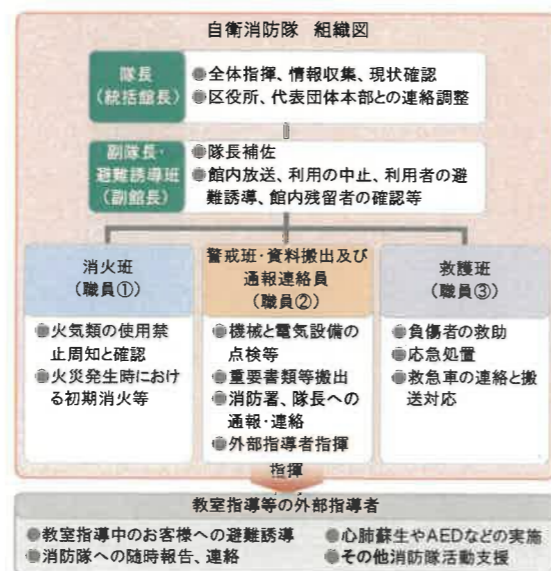 自衛消防隊 組織図
隊長
(統括館長)
●全体指揮、情報収集、現状確認
●区役所、代表団体本部との連絡調整
副隊長・
避難誘導班
(副館長)
●隊長補佐
●館内放送、利用の中止、利用者の避
難誘導、館内残留者の確認等
消火班
(職員①)
●火気類の使用禁
止周知と確認
●火災発生時におけ
る初期消火等
警戒班・資料搬出及び
通報連絡員
(職員②)
●機械と電気設備の
点検等
●重要書類等搬出
●消防署、隊長への
通報・連絡
●外部指導者指揮
救護班
(職員③)
●負傷者の救助
●応急処置
●救急車の連絡と搬
送対応
指揮
教室指導等の外部指導者
●教室指導中のお客様への避難誘導
●消防隊への随時報告、連絡
●心肺蘇生やAEDなどの実施
●その他消防隊活動支援